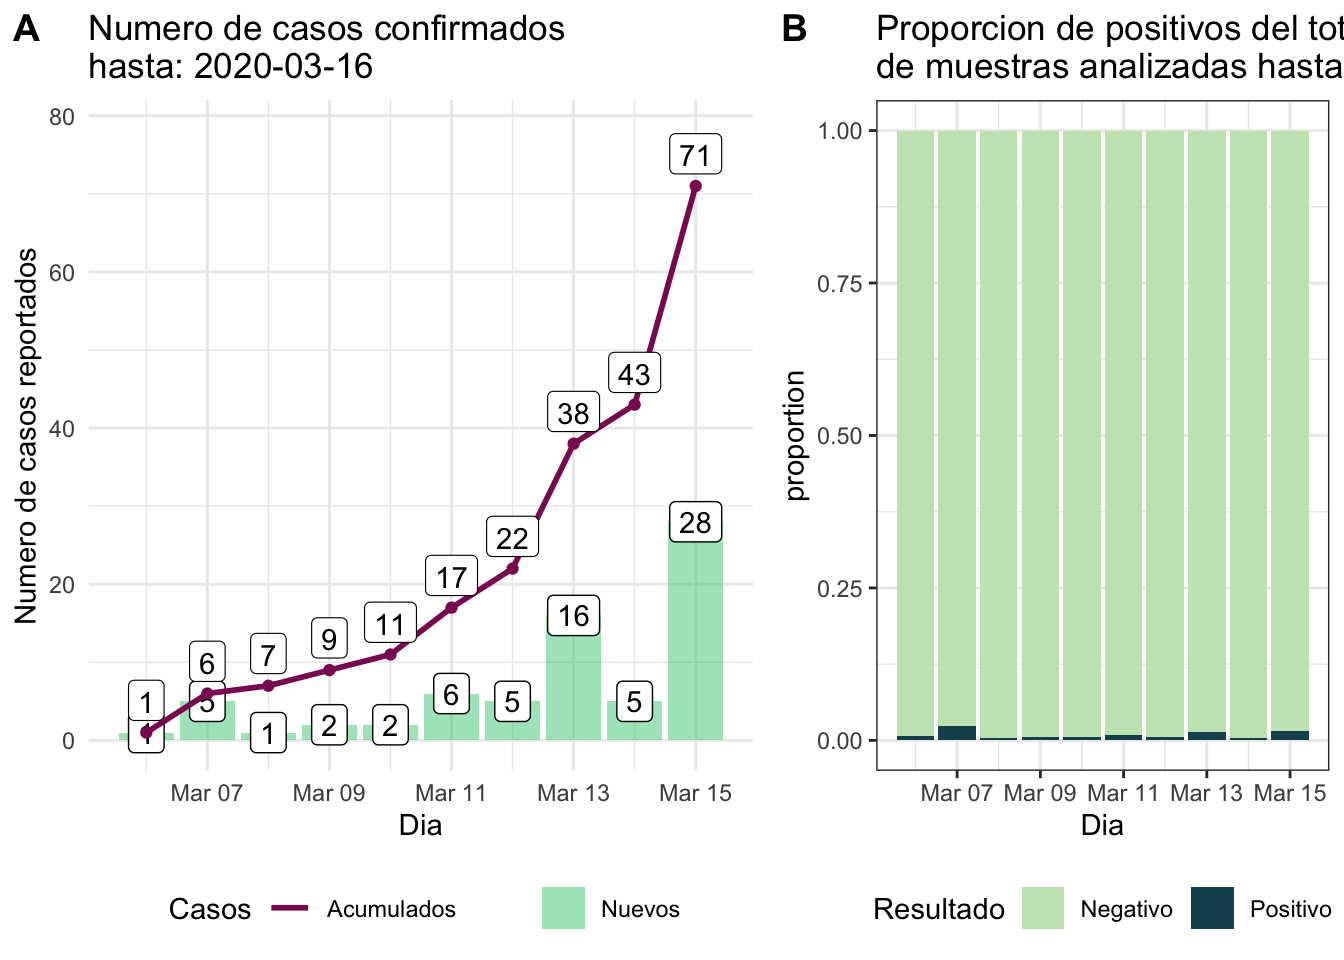 A
Numero de casos confirmados
hasta: 2020-03-16
Numero de casos reportados
80
60
40
20
0
1
6
7
9
11
17
22
38
43
71
1
5
1
2
2
6
5
16
5
28
Mar 07 Mar 09 Mar 11 Mar 13 Mar 15
Dia
Casos Acumulados Nuevos
B
Proporcion de positivos del tot
de muestras analizadas hasta
proportion
1.00
0.75
0.50
0.25
0.00
Mar 07 Mar 09 Mar 11 Mar 13 Mar 15
Dia
Resultado Negativo Positivo